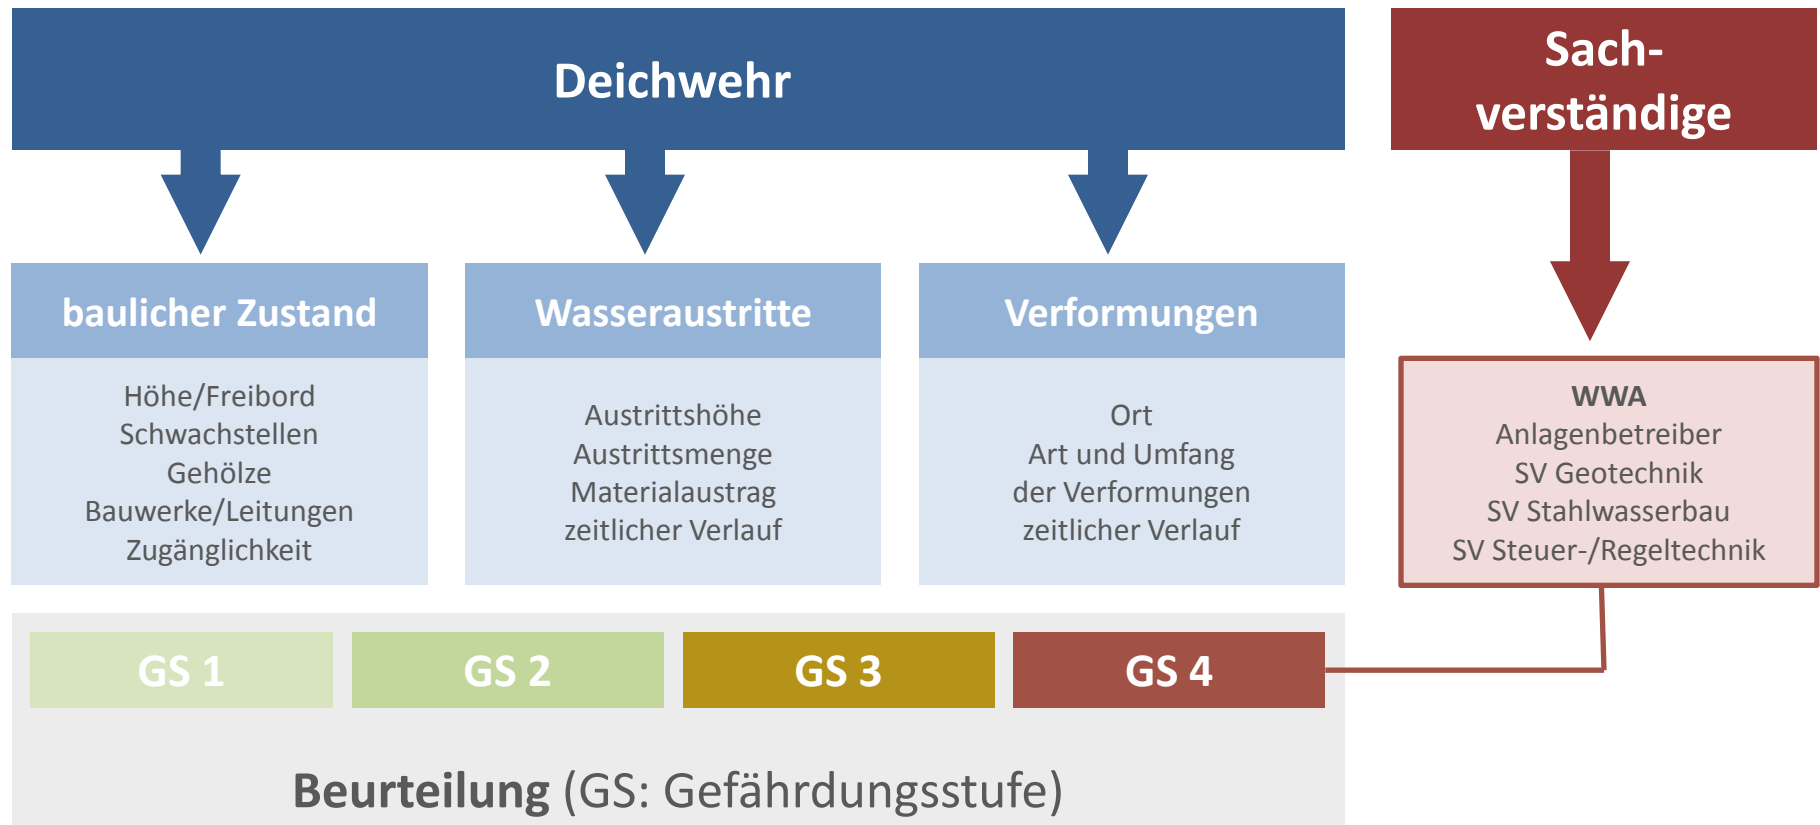 Deichwehr
Sach-
verständige
baulicher Zustand
Höhe/Freibord
Schwachstellen
Gehölze
Bauwerke/Leitungen
Zugänglichkeit
Wasseraustritte
Austrittshöhe
Austrittsmenge
Materialaustrag
zeitlicher Verlauf
Verformungen
Ort
Art und Umfang
der Verformungen
zeitlicher Verlauf
WWA
Anlagenbetreiber
SV Geotechnik
SV Stahlwasserbau
SV Steuer-/Regeltechnik
GS 1
GS 2
GS 3
GS 4
Beurteilung (GS: Gefährdungsstufe)